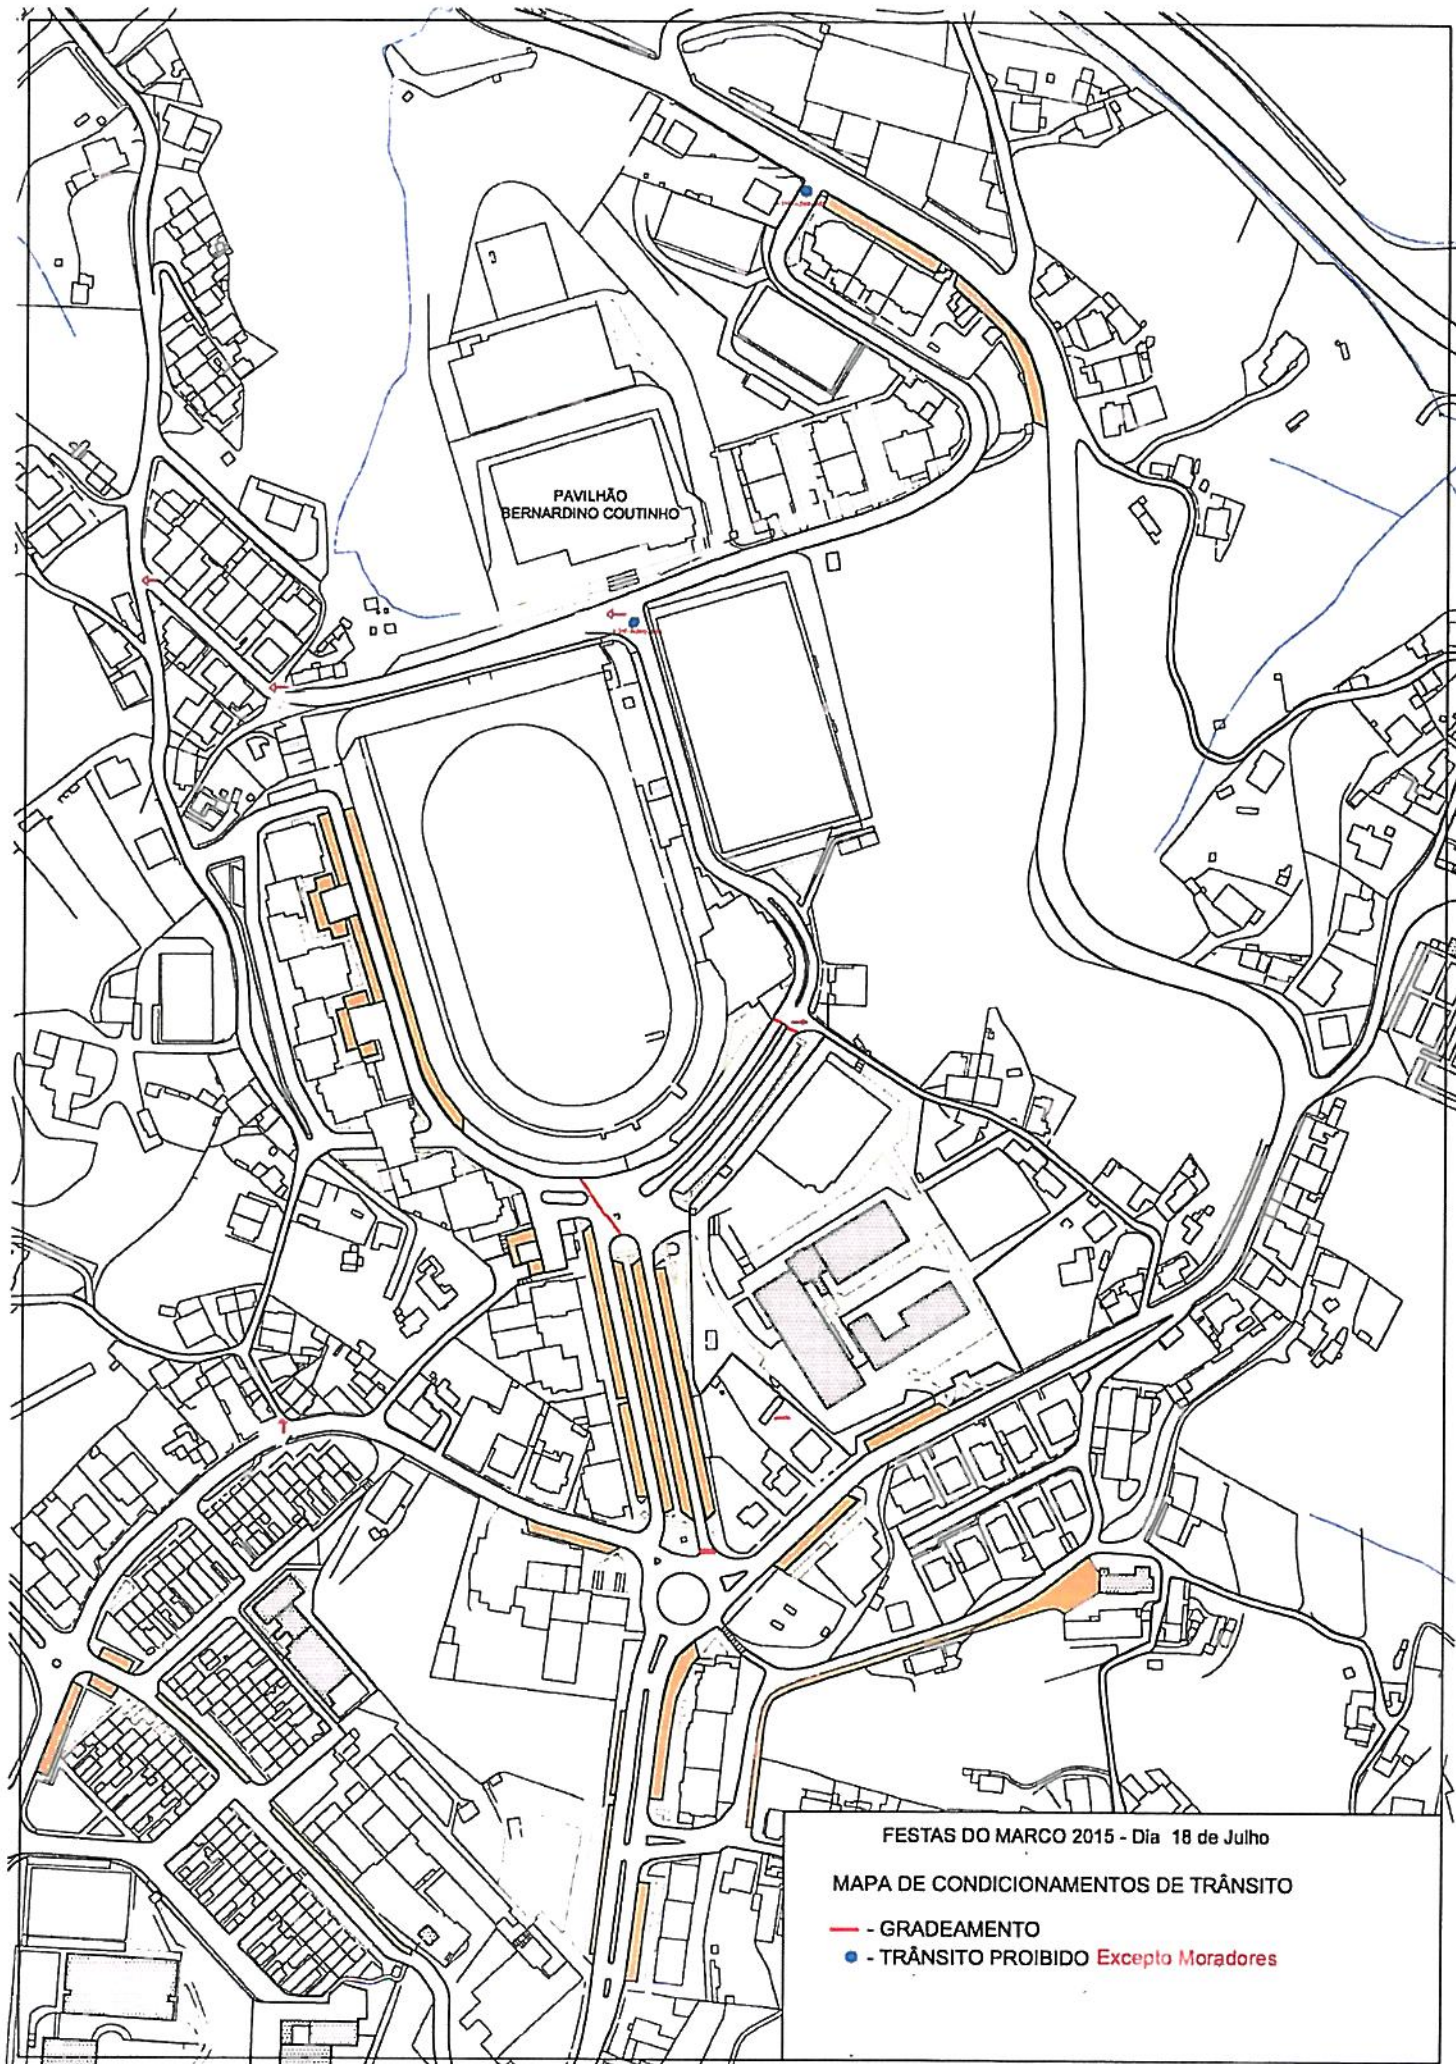 PAVILHÃO
BERNARDINO COUTINHO
FESTAS DO MARCO 2015 - Dia 18 de Julho
MAPA DE CONDICIONAMENTOS DE TRÂNSITO
- GRADEAMENTO
- TRÂNSITO PROIBIDO Excepto Moradores